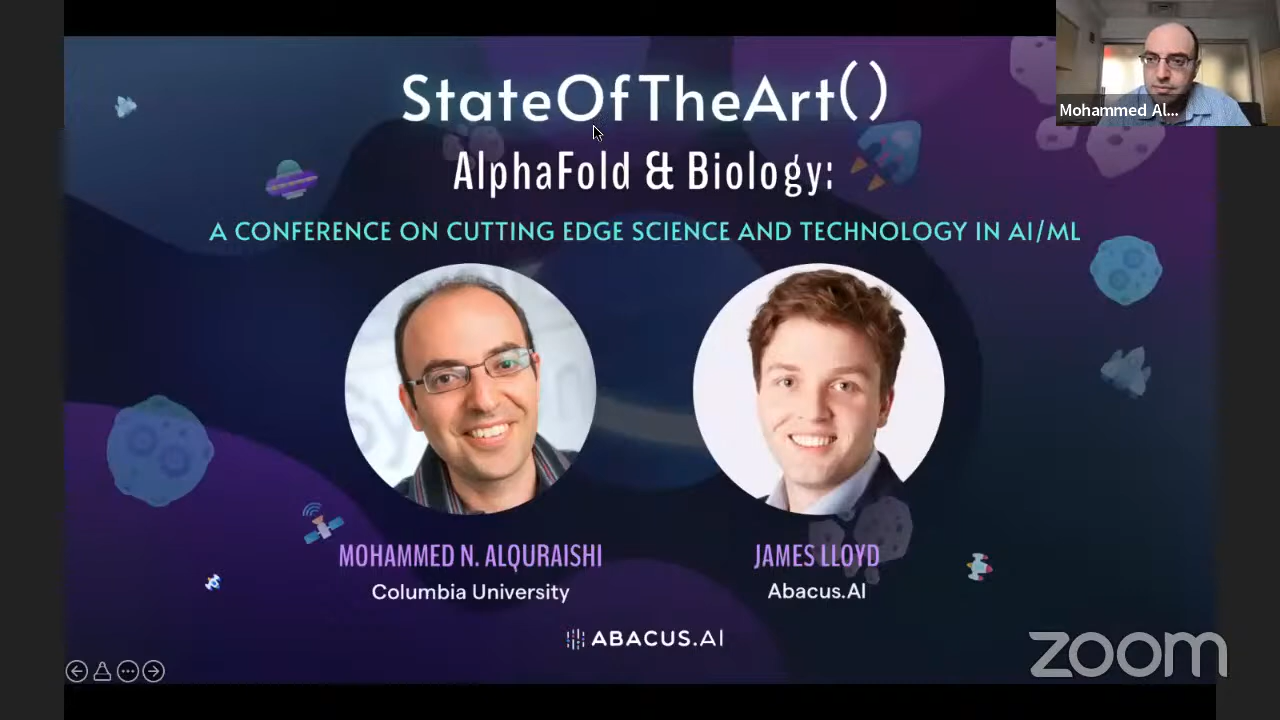 StateOfTheArt()
Mohammed Al...
AlphaFold & Biology:
A CONFERENCE ON CUTTING EDGE SCIENCE AND TECHNOLOGY IN AI/ML
MOHAMMED N. ALQURAISHI
Columbia University
JAMES LLOYD
Abacus.AI
ABACUS.AI
zoom